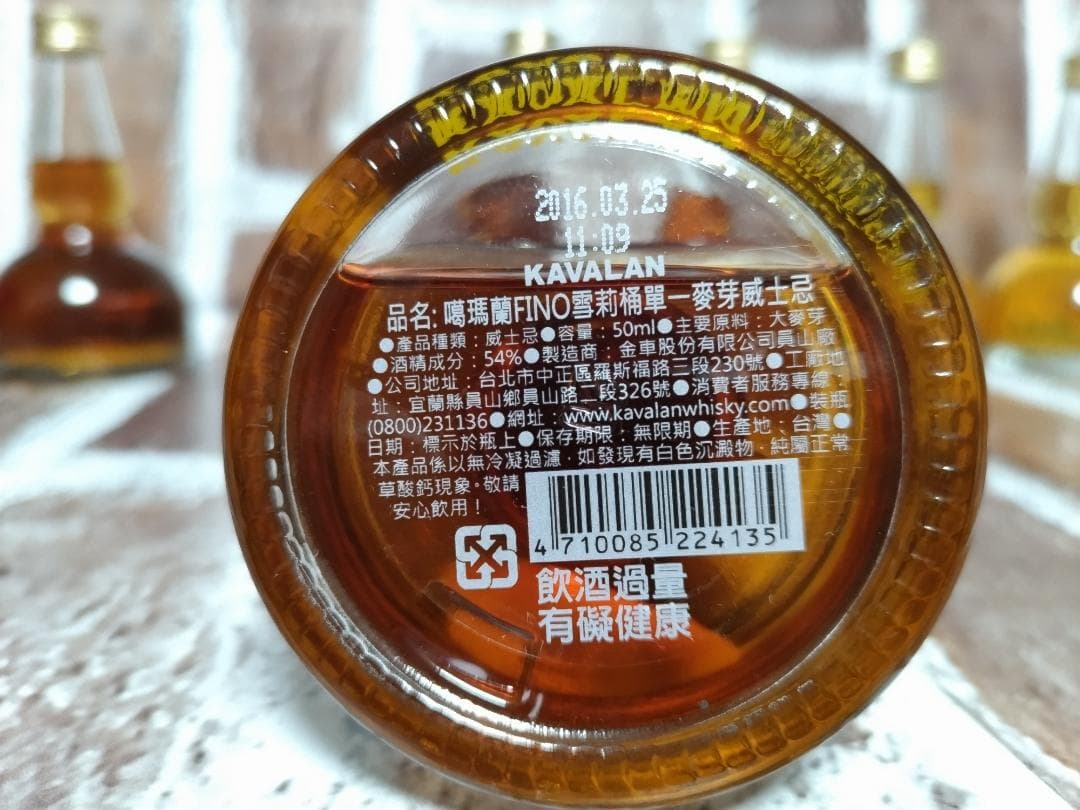 2016.03.25
11:09
KAVALAN
品名: 噶瑪蘭FINO雪莉桶單一麥芽威士忌
●產品種類：威士忌●容量：50ml●主要原料：大麥芽
●酒精成分：54%●製造商：金車股份有限公司員山廠
●公司地址：台北市中正區羅斯福路二段230號●工廠地
址：宜蘭縣員山鄉員山路二段326號●消費者服務專線：
(0800)231136●網址：www.kavalanwhisky.com●裝瓶
日期：標示於瓶上●保存期限：無限期●生產地：台灣●
本產品係以無冷凝過濾．如發現有白色沉澱物．純屬正常
草酸鈣現象。敬請
安心飲用！
4 710085 224135
飲酒過量
有礙健康